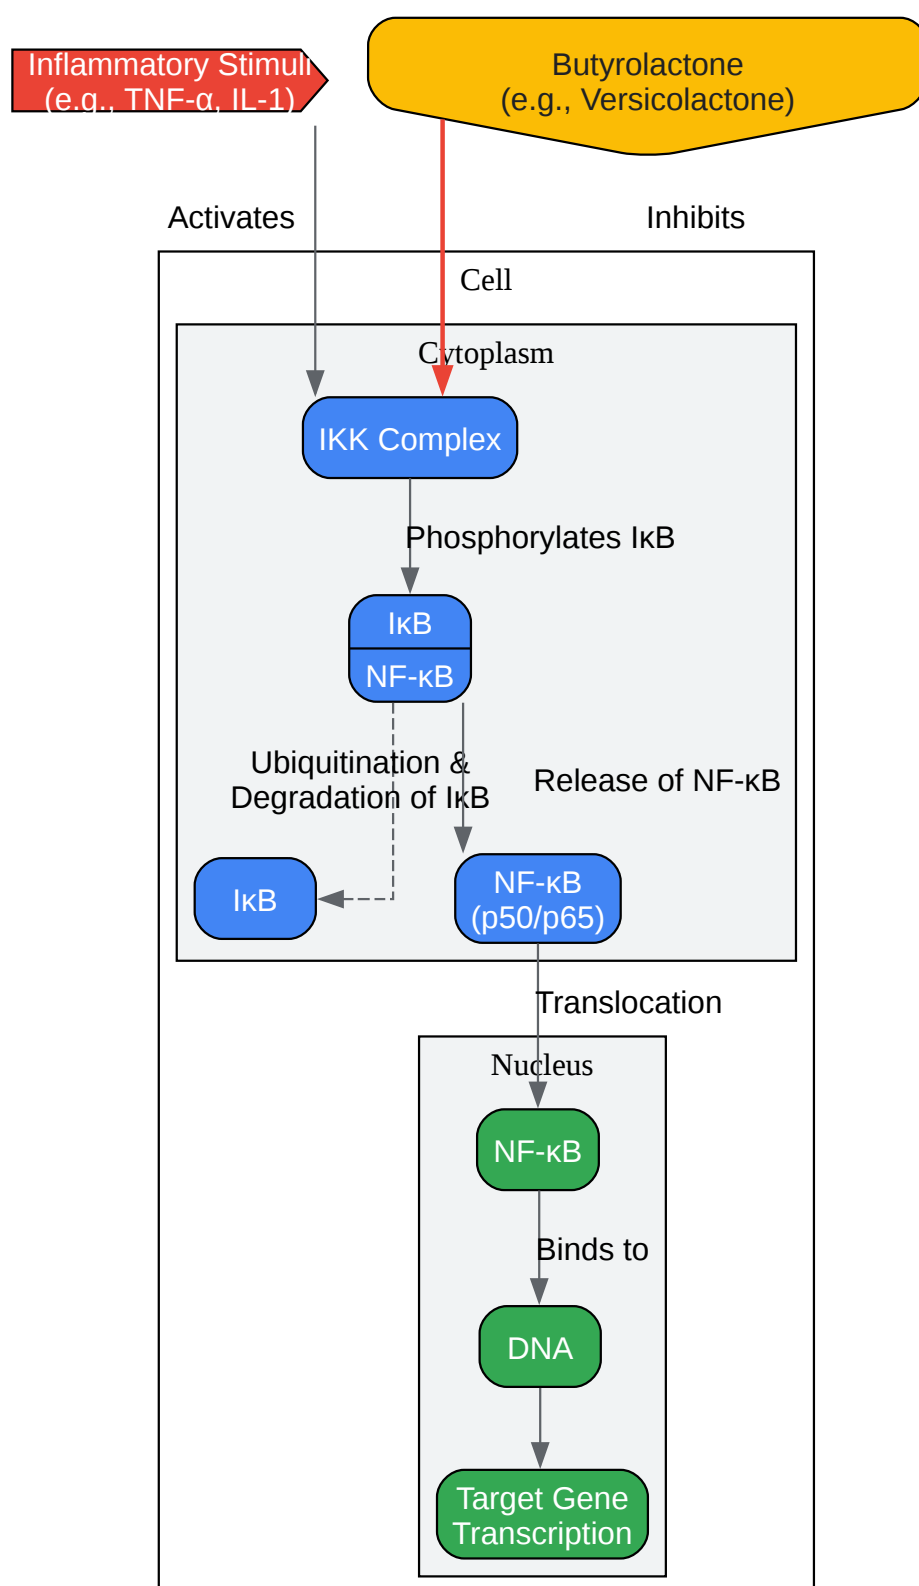 Inflammatory Stimuli
(e.g., TNF-α, IL-1)
Butyrolactone
(e.g., Versicolactone)
Activates
Inhibits
Cell
Cytoplasm
IKK Complex
Phosphorylates IκB
IκB
NF-κB
Ubiquitination &
Degradation of IκB
Release of NF-κB
IκB
NF-κB
(p50/p65)
Translocation
Nucleus
NF-κB
Binds to
DNA
Target Gene
Transcription